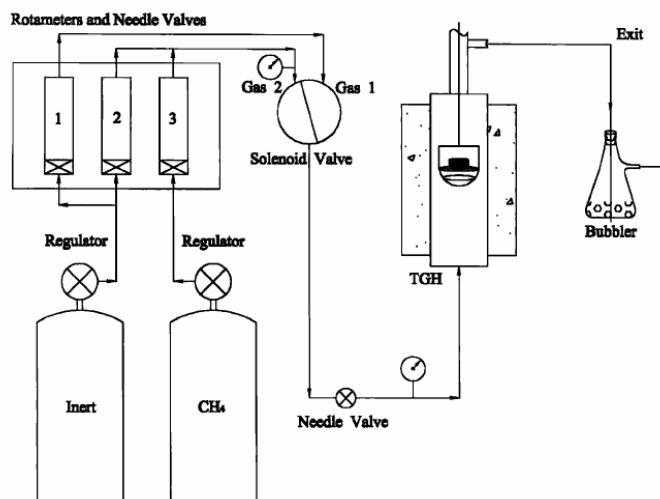 Rotameters and Needle Valves
Exit
Gas 2
Gas 1
1
2
3
Solenoid Valve
Regulator
Regulator
Bubbler
TGH
Inert
CH₄
Needle Valve